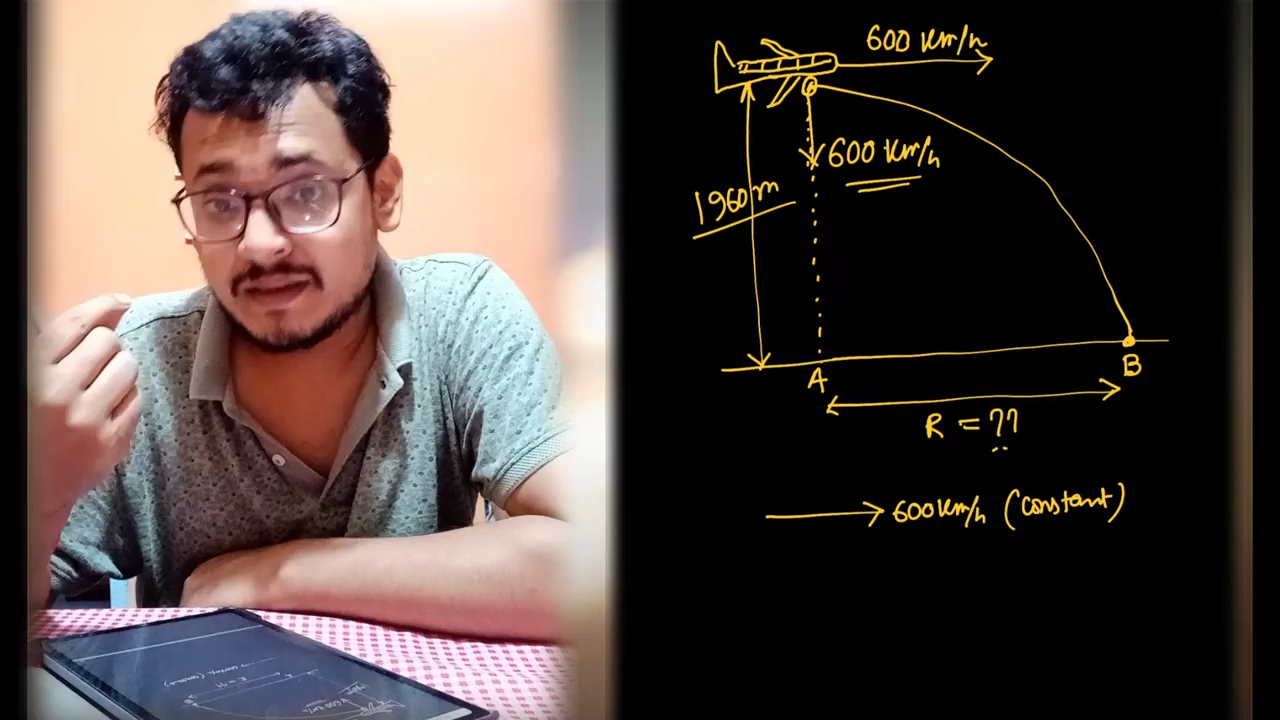 600 km/h
600 km/h
1960 m
A
B
R = ??
600 km/h (constant)